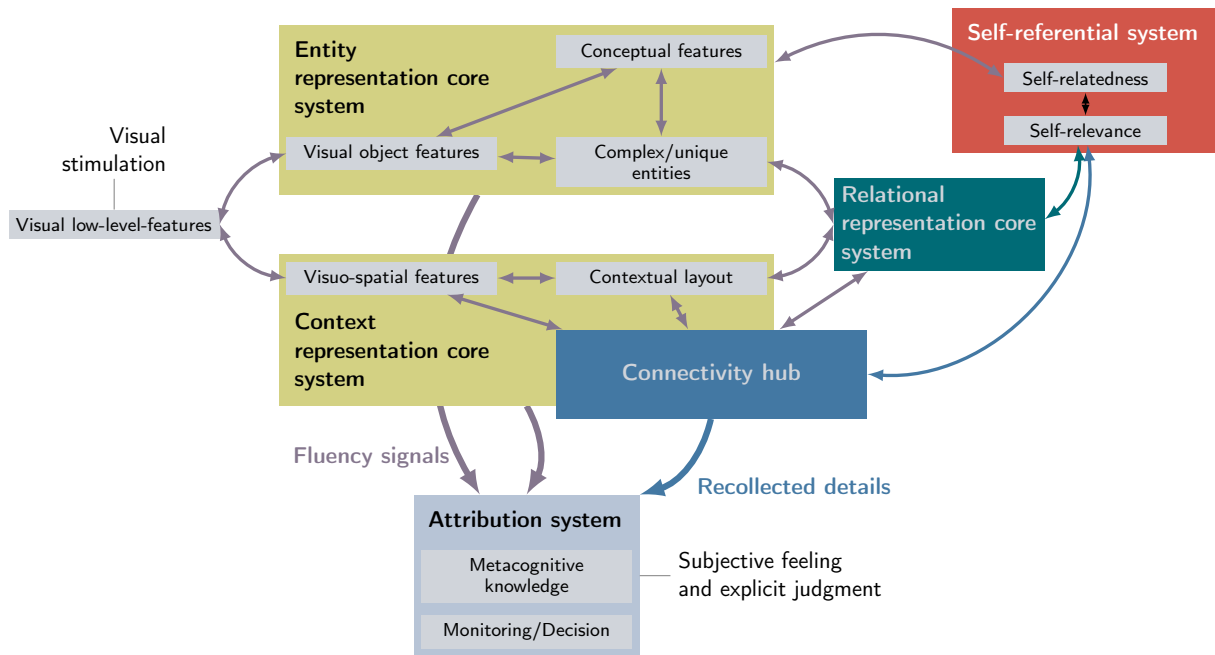 Entity
representation core
system
Conceptual features
Visual object features
Complex/unique
entities
Self-referential system
Self-relatedness
Self-relevance
Visual
stimulation
Visual low-level-features
Relational
representation core
system
Visuo-spatial features
Contextual layout
Context
representation core
system
Connectivity hub
Fluency signals
Recollected details
Attribution system
Metacognitive
knowledge
Monitoring/Decision
Subjective feeling
and explicit judgment